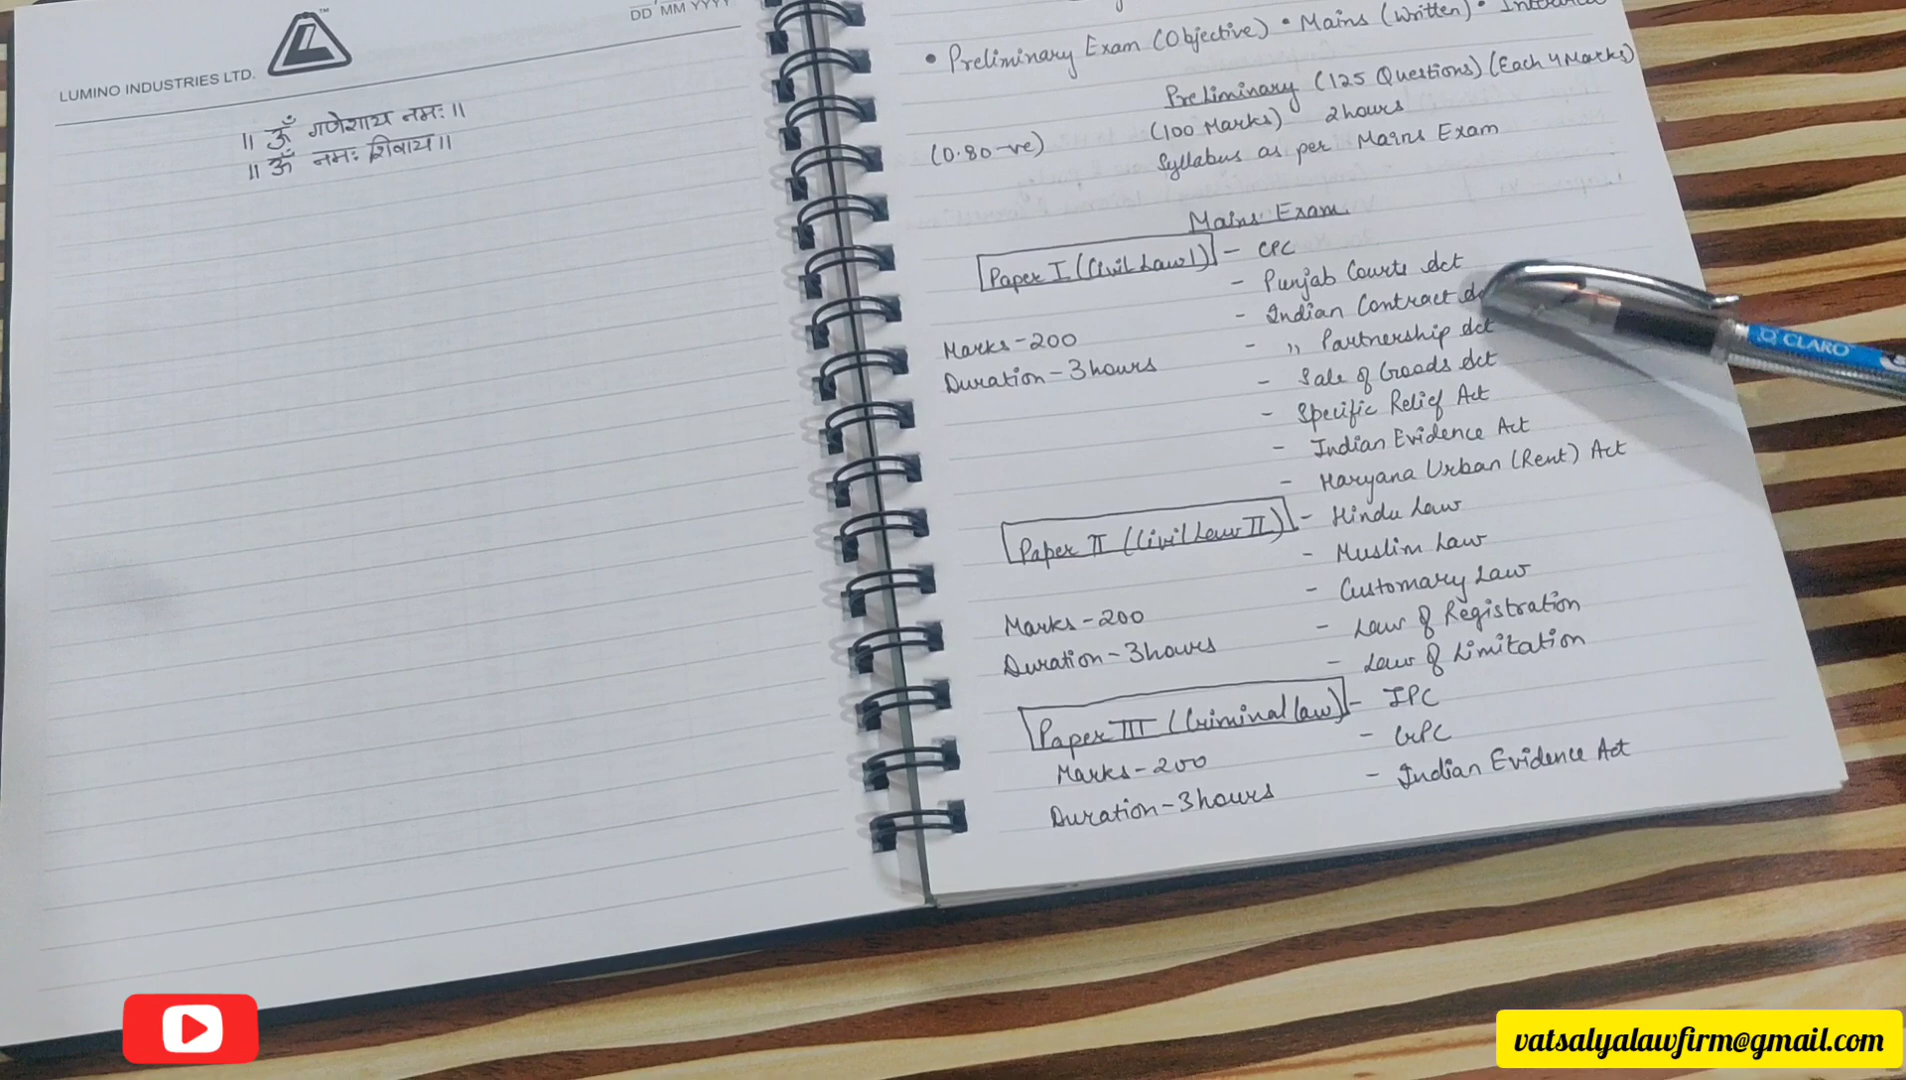 LUMINO INDUSTRIES LTD.
DD MM YYYY
॥ ॐ गणेशाय नमः ॥
॥ ॐ नमः शिवाय ॥
• Preliminary Exam (Objective) • Mains (Written) •
Preliminary (125 Questions) (Each 4 Marks)
(0.80 -ve) (100 Marks) 2 hours
Syllabus as per Mains Exam
Mains Exam
Paper I (Civil Law I) - CPC
- Punjab Courts Act
- Indian Contract
Marks - 200 - " Partnership Act
Duration - 3 hours - Sale of Goods Act
- Specific Relief Act
- Indian Evidence Act
- Haryana Urban (Rent) Act
Paper II (Civil Law II) - Hindu Law
- Muslim Law
- Customary Law
Marks - 200 - Law of Registration
Duration - 3 hours - Law of Limitation
Paper III (Criminal Law) - IPC
Marks - 200 - CrPC
Duration - 3 hours - Indian Evidence Act
CLARO
vatsalyalawfirm@gmail.com